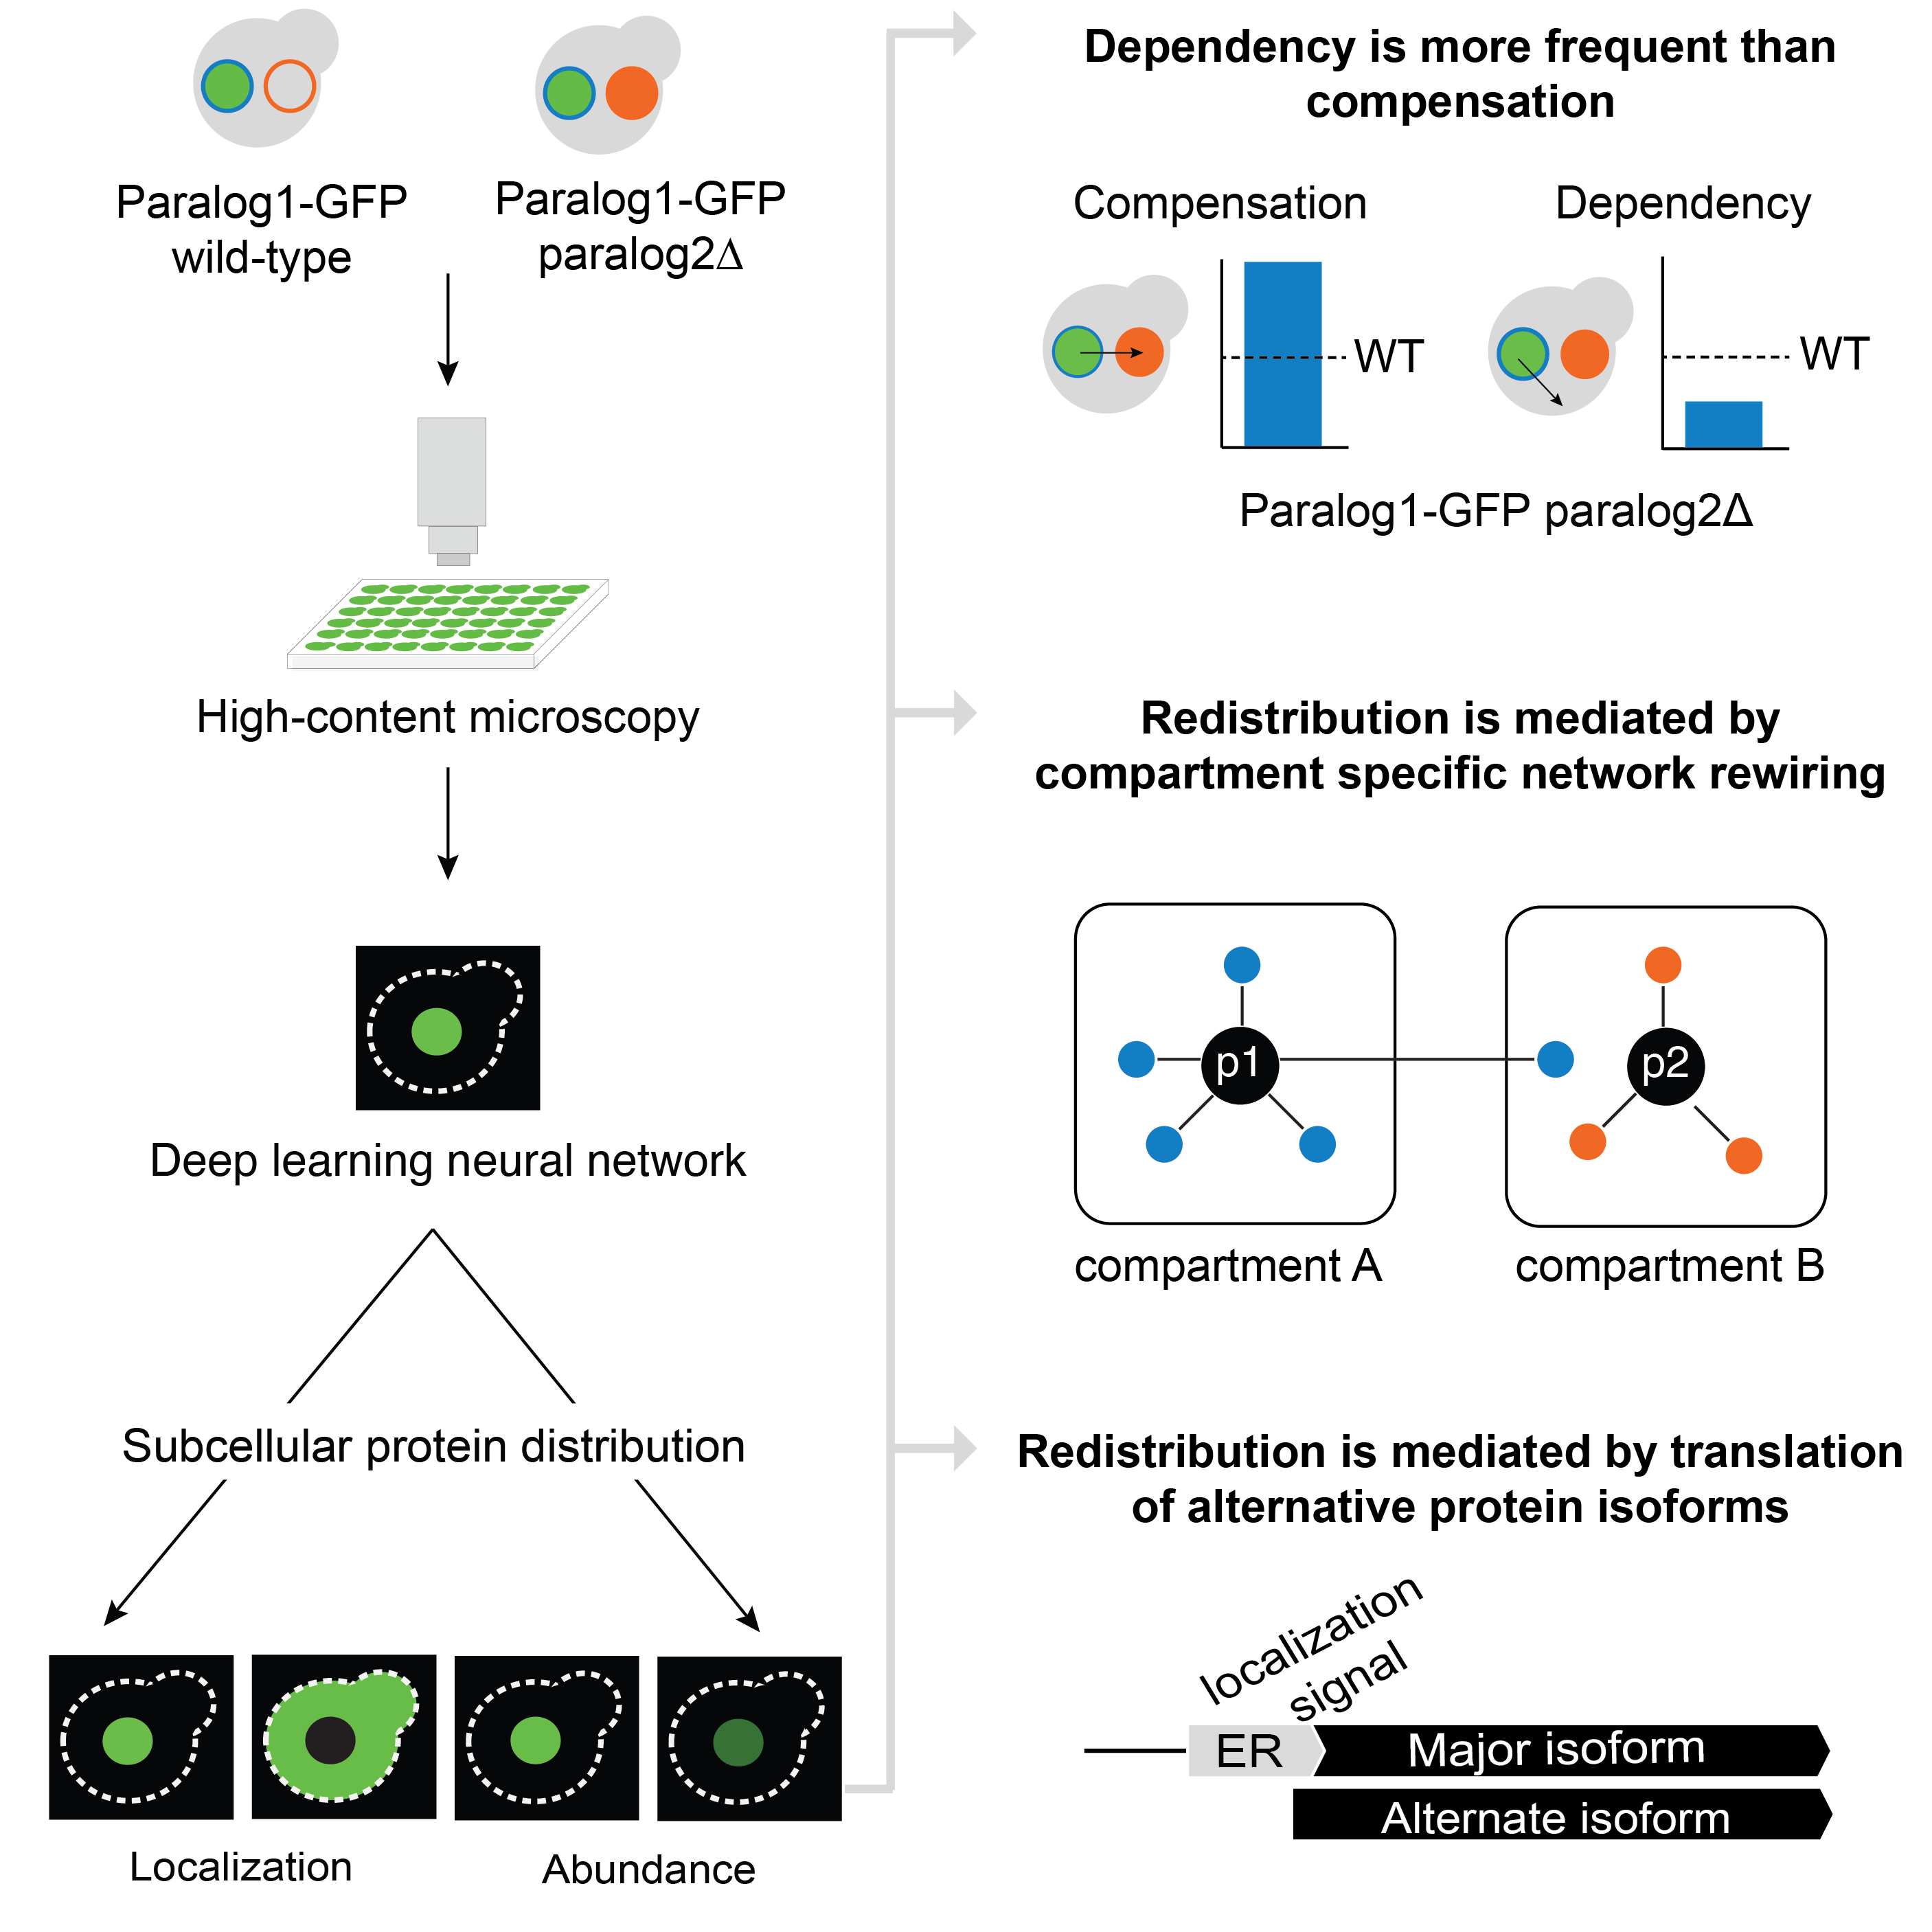 Paralog1-GFP
wild-type
Paralog1-GFP
paralog2Δ
High-content microscopy
Deep learning neural network
Subcellular protein distribution
Localization
Abundance
Dependency is more frequent than
compensation
Compensation
Dependency
WT
WT
Paralog1-GFP paralog2Δ
Redistribution is mediated by
compartment specific network rewiring
p1
p2
compartment A
compartment B
Redistribution is mediated by translation
of alternative protein isoforms
localization
signal
ER
Major isoform
Alternate isoform